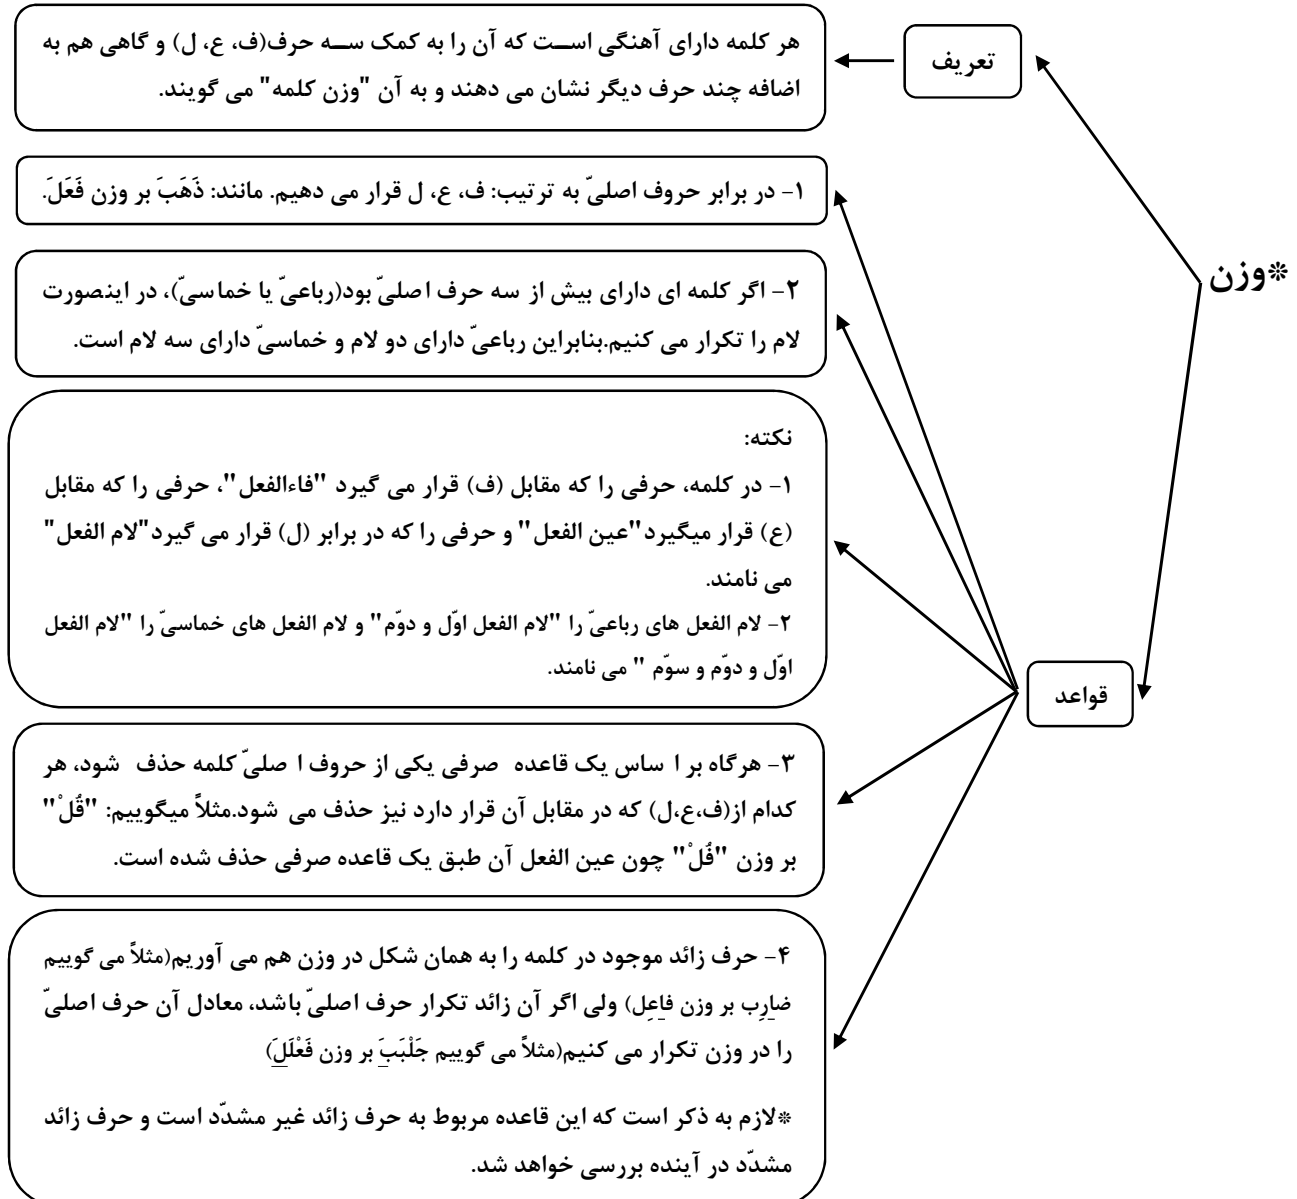 *وزن
تعریف
هر کلمه دارای آهنگی است که آن را به کمک سه حرف(ف، ع، ل) و گاهی هم به
اضافه چند حرف دیگر نشان می دهند و به آن "وزن کلمه" می گویند.
قواعد
۱- در برابر حروف اصلیّ به ترتیب: ف، ع، ل قرار می دهیم. مانند: ذَهَبَ بر وزن فَعَلَ.
۲- اگر کلمه ای دارای بیش از سه حرف اصلیّ بود(رباعیّ یا خماسیّ)، در اینصورت
لام را تکرار می کنیم.بنابراین رباعیّ دارای دو لام و خماسیّ دارای سه لام است.
نکته:
۱- در کلمه، حرفی را که مقابل (ف) قرار می گیرد "فاءالفعل"، حرفی را که مقابل
(ع) قرار میگیرد"عین الفعل" و حرفی را که در برابر (ل) قرار می گیرد"لام الفعل"
می نامند.
۲- لام الفعل های رباعیّ را "لام الفعل اوّل و دوّم" و لام الفعل های خماسیّ را "لام الفعل
اوّل و دوّم و سوّم " می نامند.
۳- هرگاه بر ا ساس یک قاعده صرفی یکی از حروف ا صلیّ کلمه حذف شود، هر
کدام از(ف،ع،ل) که در مقابل آن قرار دارد نیز حذف می شود.مثلاً میگوییم: "قُلْ"
بر وزن "فُلْ" چون عین الفعل آن طبق یک قاعده صرفی حذف شده است.
۴- حرف زائد موجود در کلمه را به همان شکل در وزن هم می آوریم(مثلاً می گوییم
ضارِب بر وزن فاعِل) ولی اگر آن زائد تکرار حرف اصلیّ باشد، معادل آن حرف اصلیّ
را در وزن تکرار می کنیم(مثلاً می گوییم جَلْبَبَ بر وزن فَعْلَلَ)
*لازم به ذکر است که این قاعده مربوط به حرف زائد غیر مشدّد است و حرف زائد
مشدّد در آینده بررسی خواهد شد.